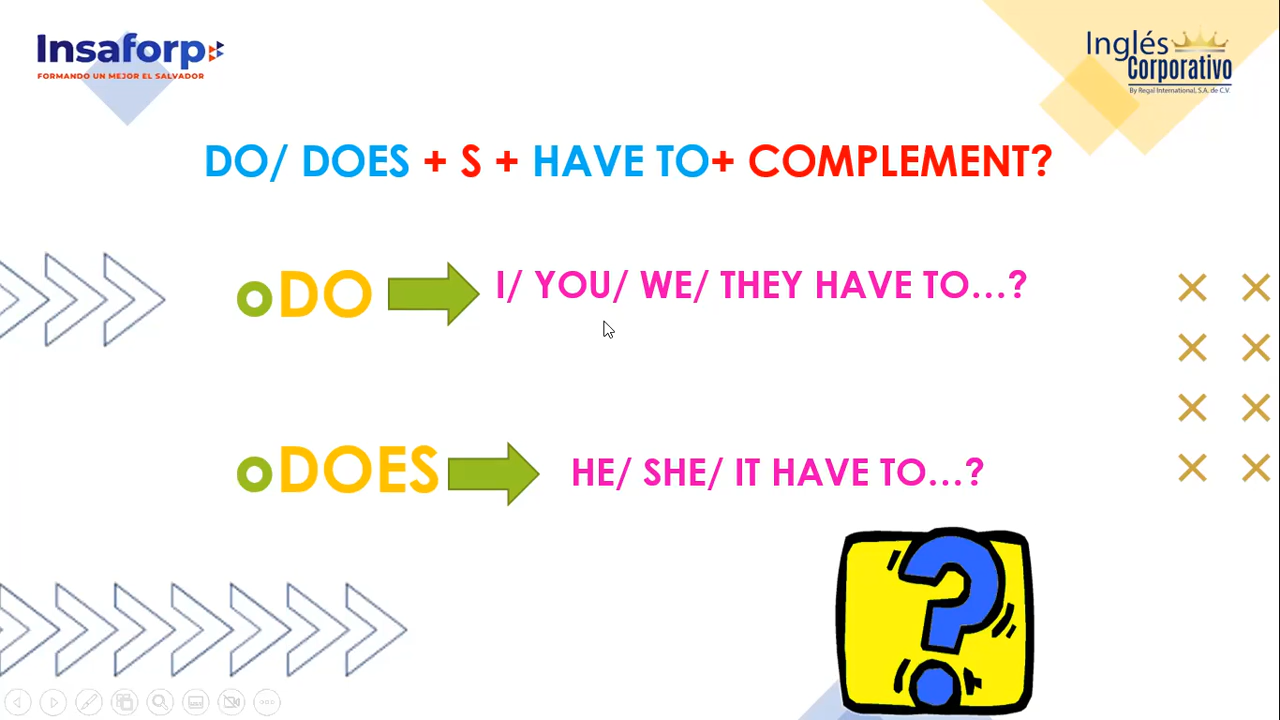 Insaforp
FORMANDO UN MEJOR EL SALVADOR
Inglés
Corporativo
By Regal International, S.A. de C.V.
DO/ DOES + S + HAVE TO+ COMPLEMENT?
DO
I/ YOU/ WE/ THEY HAVE TO...?
DOES
HE/ SHE/ IT HAVE TO...?
?